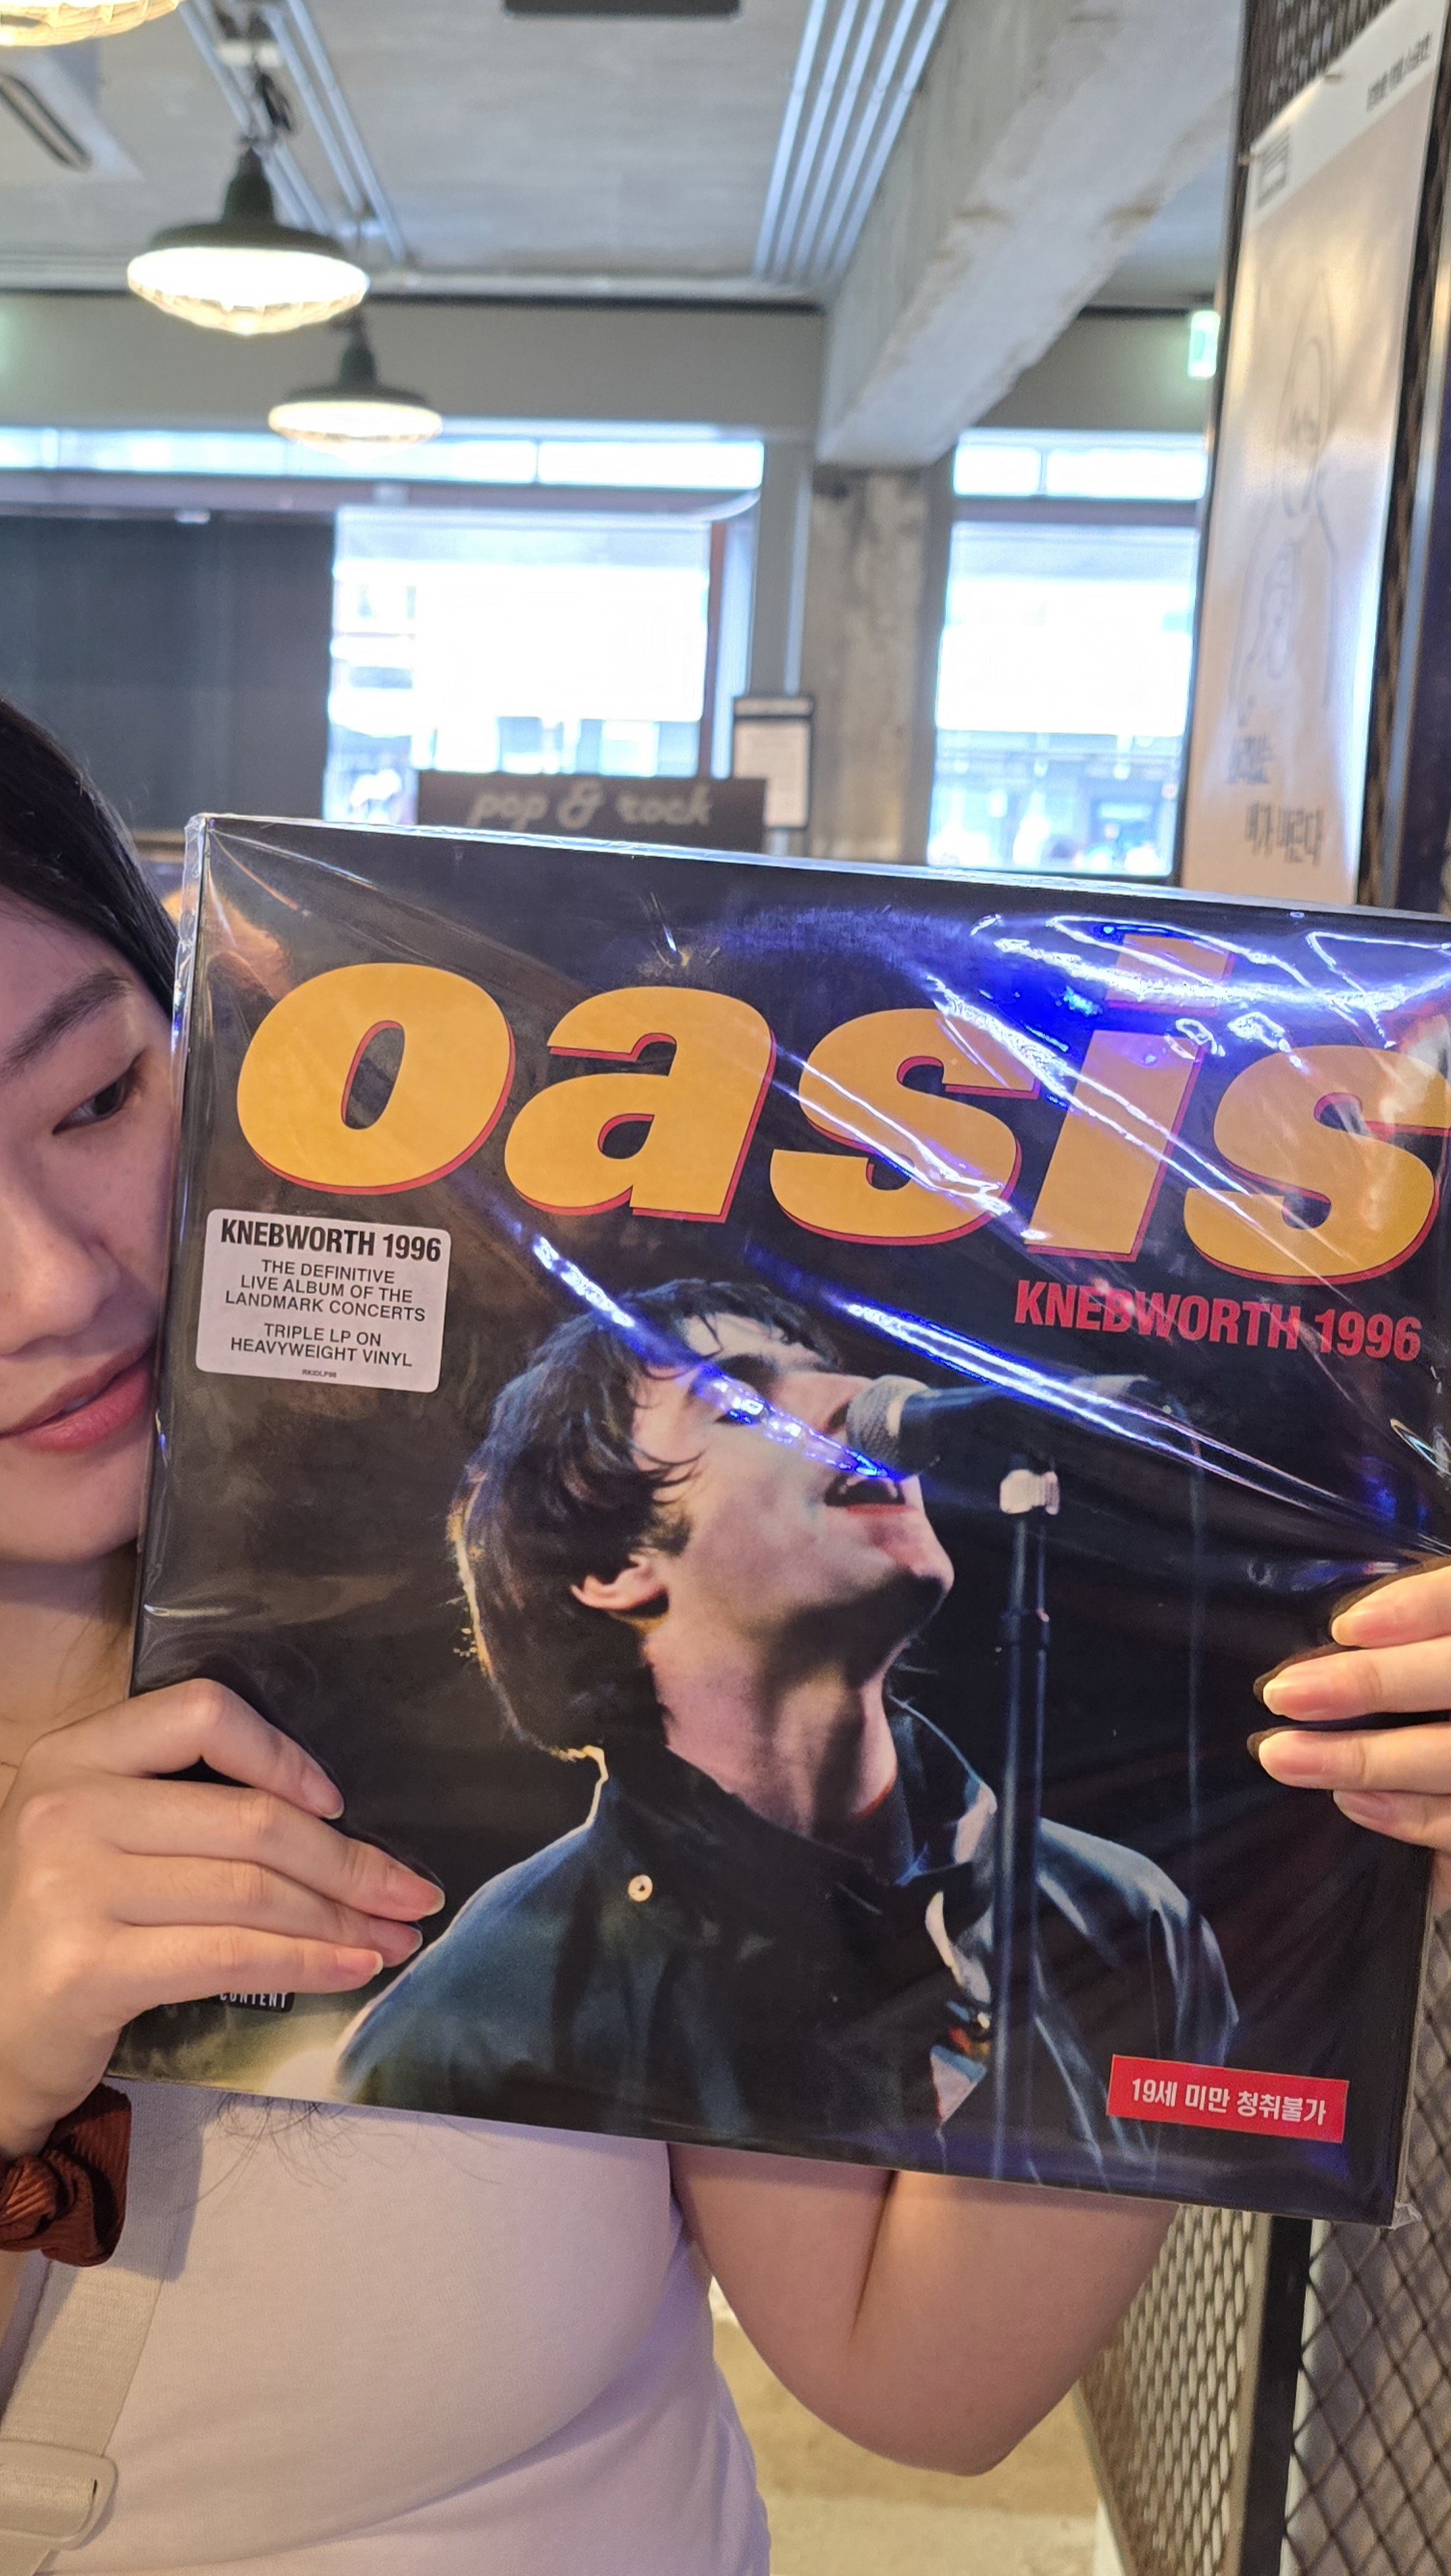 pop & rock
oasis
KNEBWORTH 1996
KNEBWORTH 1996
THE DEFINITIVE
LIVE ALBUM OF THE
LANDMARK CONCERTS
TRIPLE LP ON
HEAVYWEIGHT VINYL
CONTENT
19세 미만 청취불가